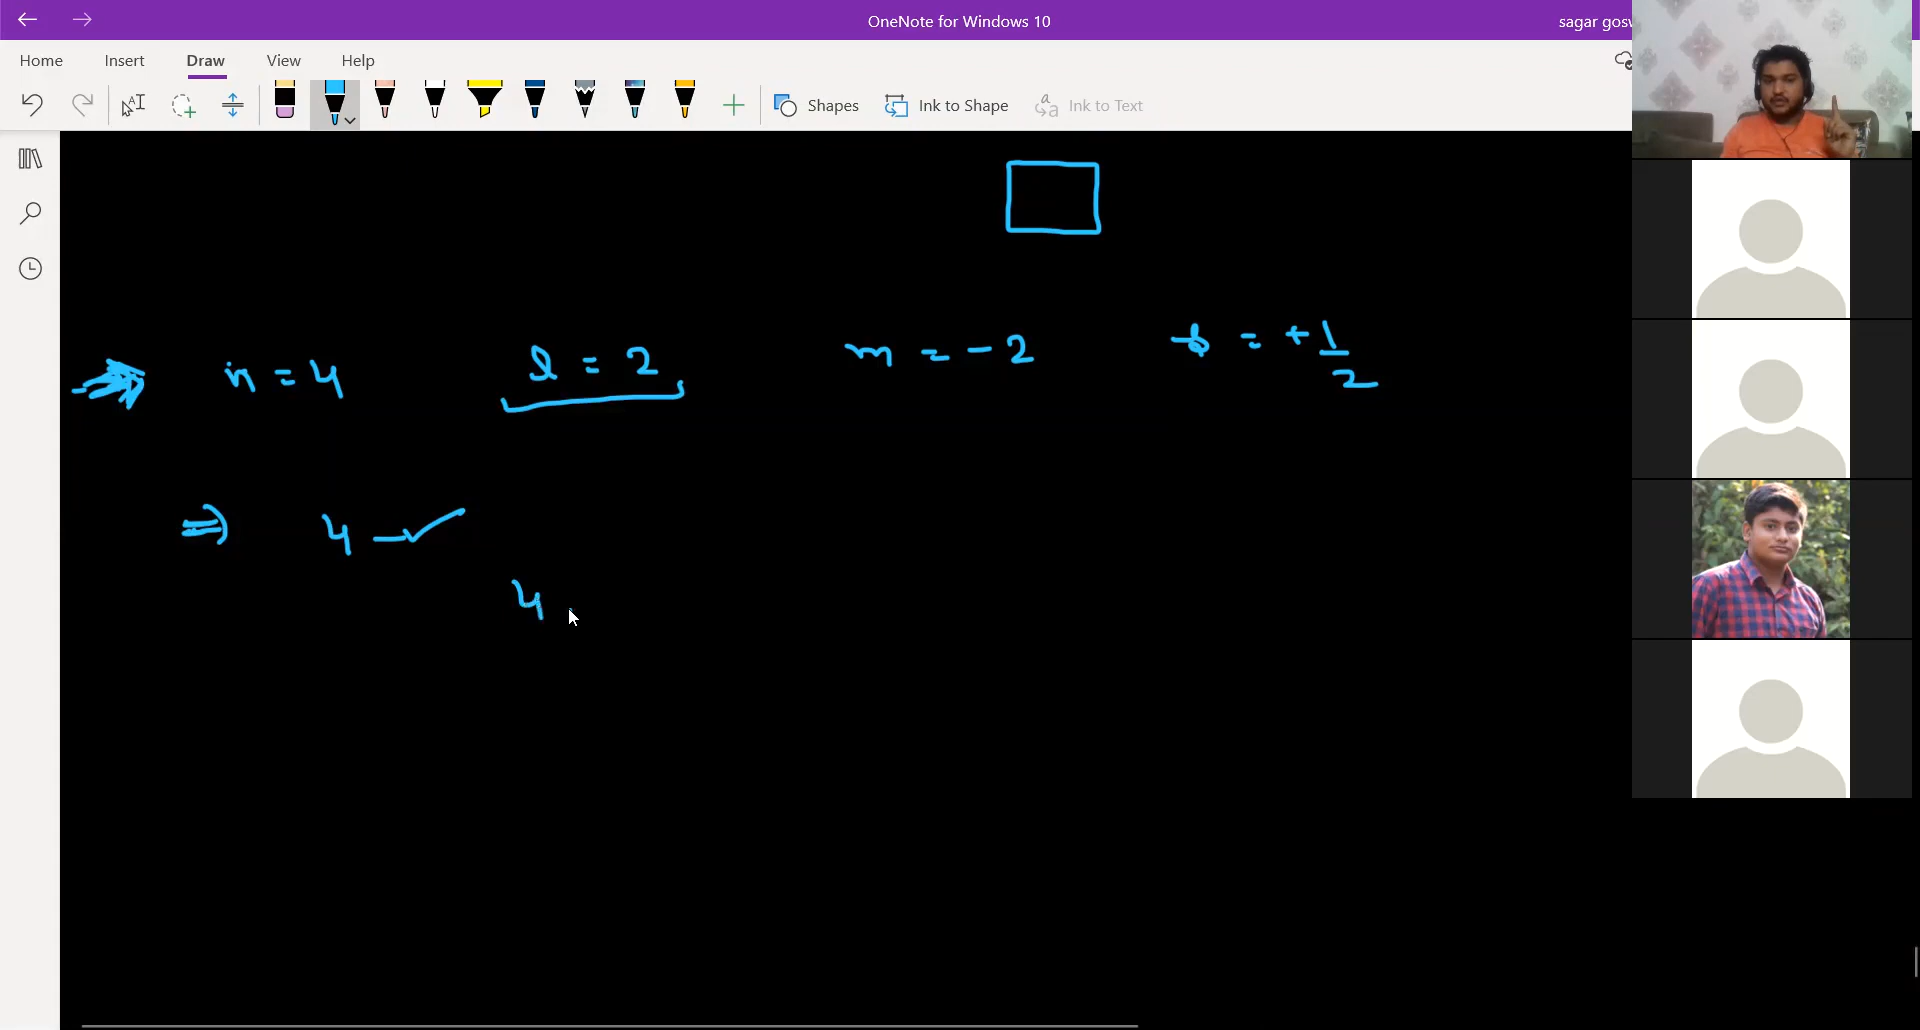 OneNote for Windows 10
sagar gosw
Home Insert Draw View Help
Shapes Ink to Shape Ink to Text
n = 4 l = 2 m = - 2 s = + 1/2
⇒ 4 ✓
4